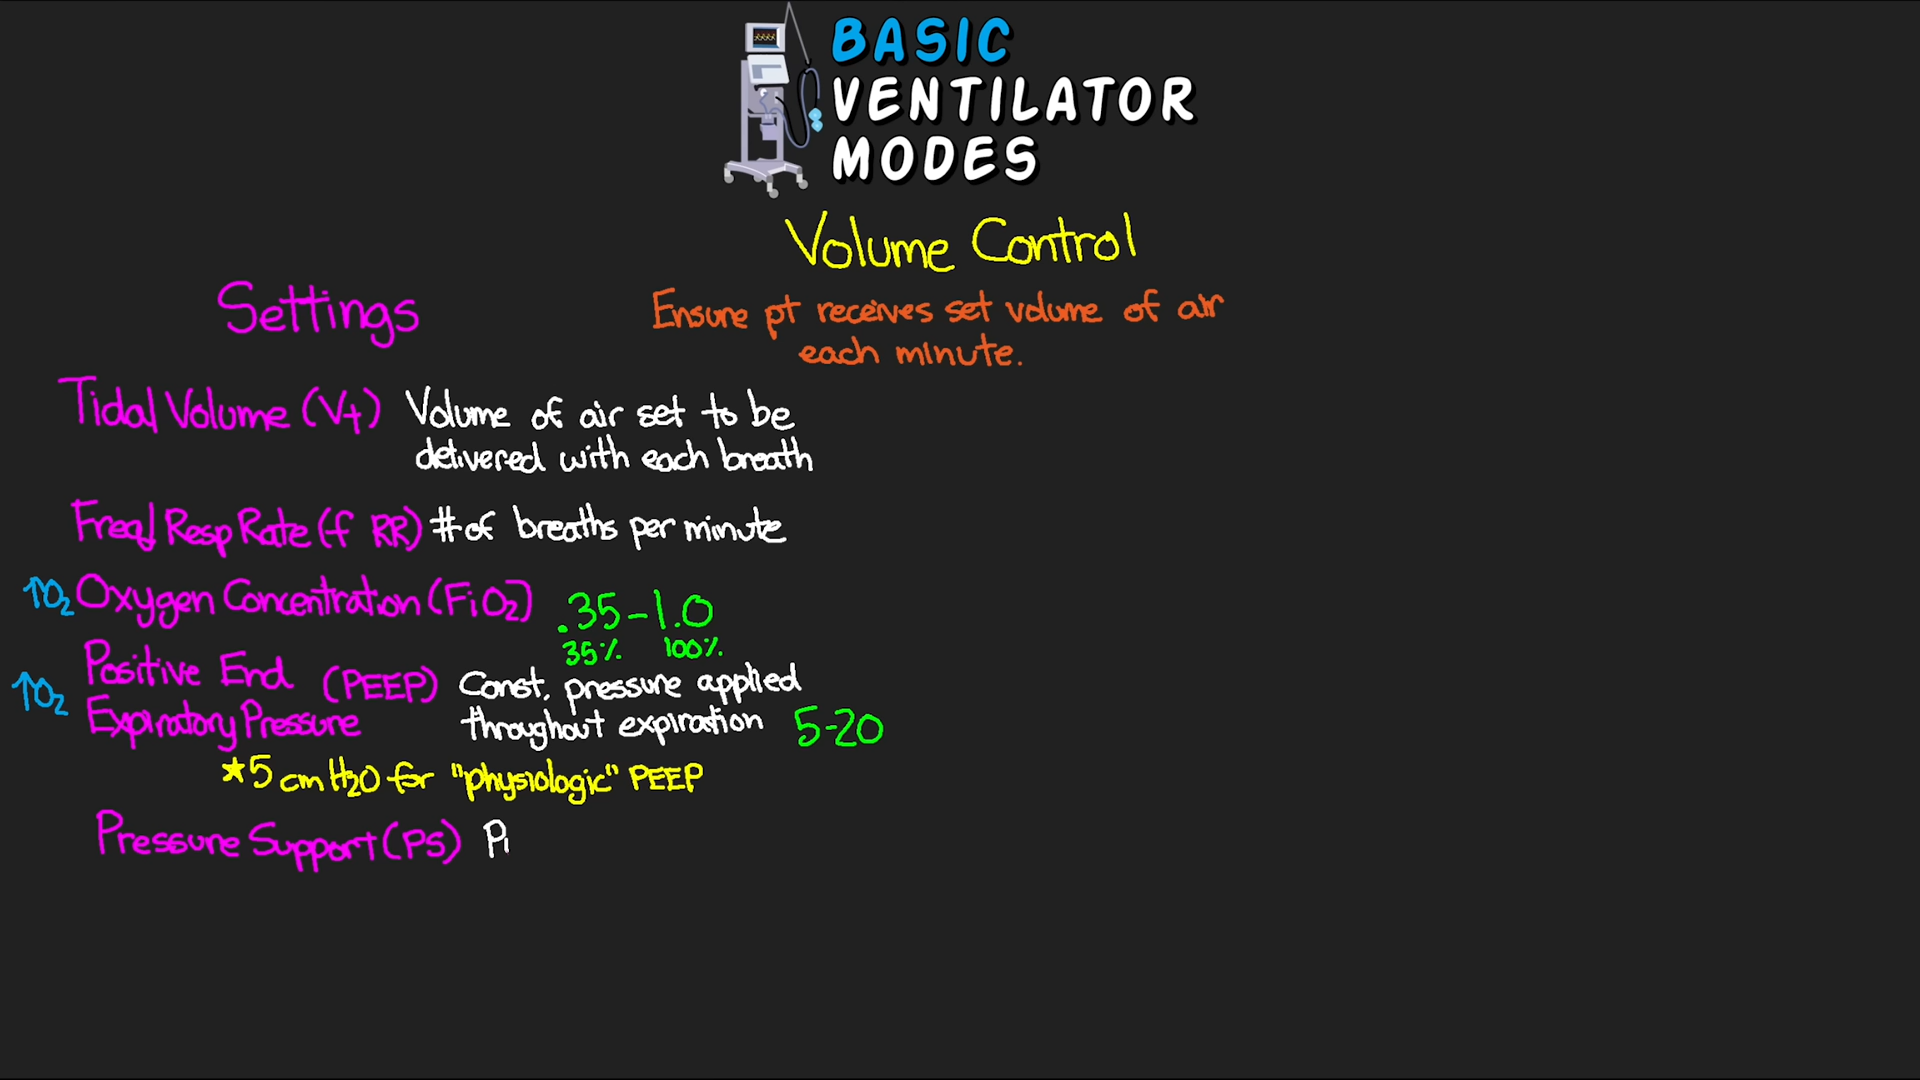 BASIC
VENTILATOR
MODES
Volume Control
Ensure pt receives set volume of air
each minute.
Settings
Tidal Volume (Vt) Volume of air set to be
delivered with each breath
Freq/Resp Rate (f RR) # of breaths per minute
↑O₂ Oxygen Concentration (FiO₂) .35-1.0
35% 100%
↑O₂ Positive End
Expiratory Pressure (PEEP) Const. pressure applied
throughout expiration 5-20
*5 cm H2O for "physiologic" PEEP
Pressure Support (PS)